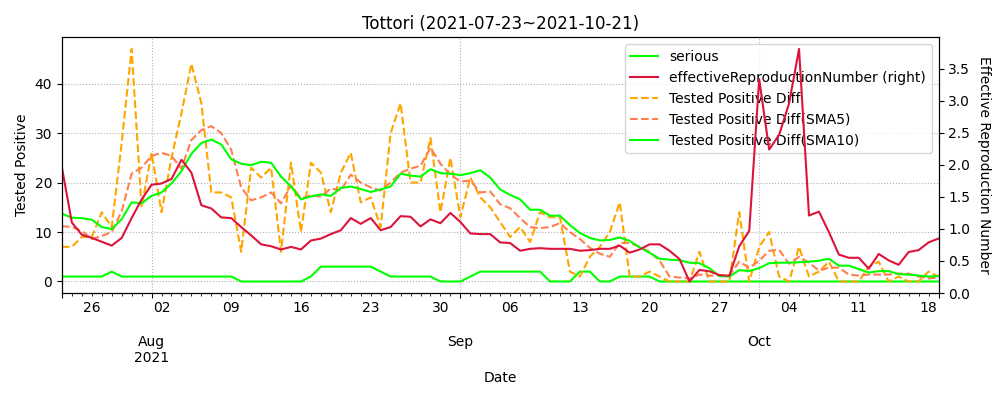 Tottori (2021-07-23~2021-10-21)
serious
effectiveReproductionNumber (right)
Tested Positive Diff
Tested Positive Diff(SMA5)
Tested Positive Diff(SMA10)
Tested Positive
40
30
20
10
0
3.5
3.0
2.5
2.0
1.5
1.0
0.5
0.0
Effective Reproduction Number
26 02 09 16 23 30 06 13 20 27 04 11 18
Aug Sep Oct
2021
Date